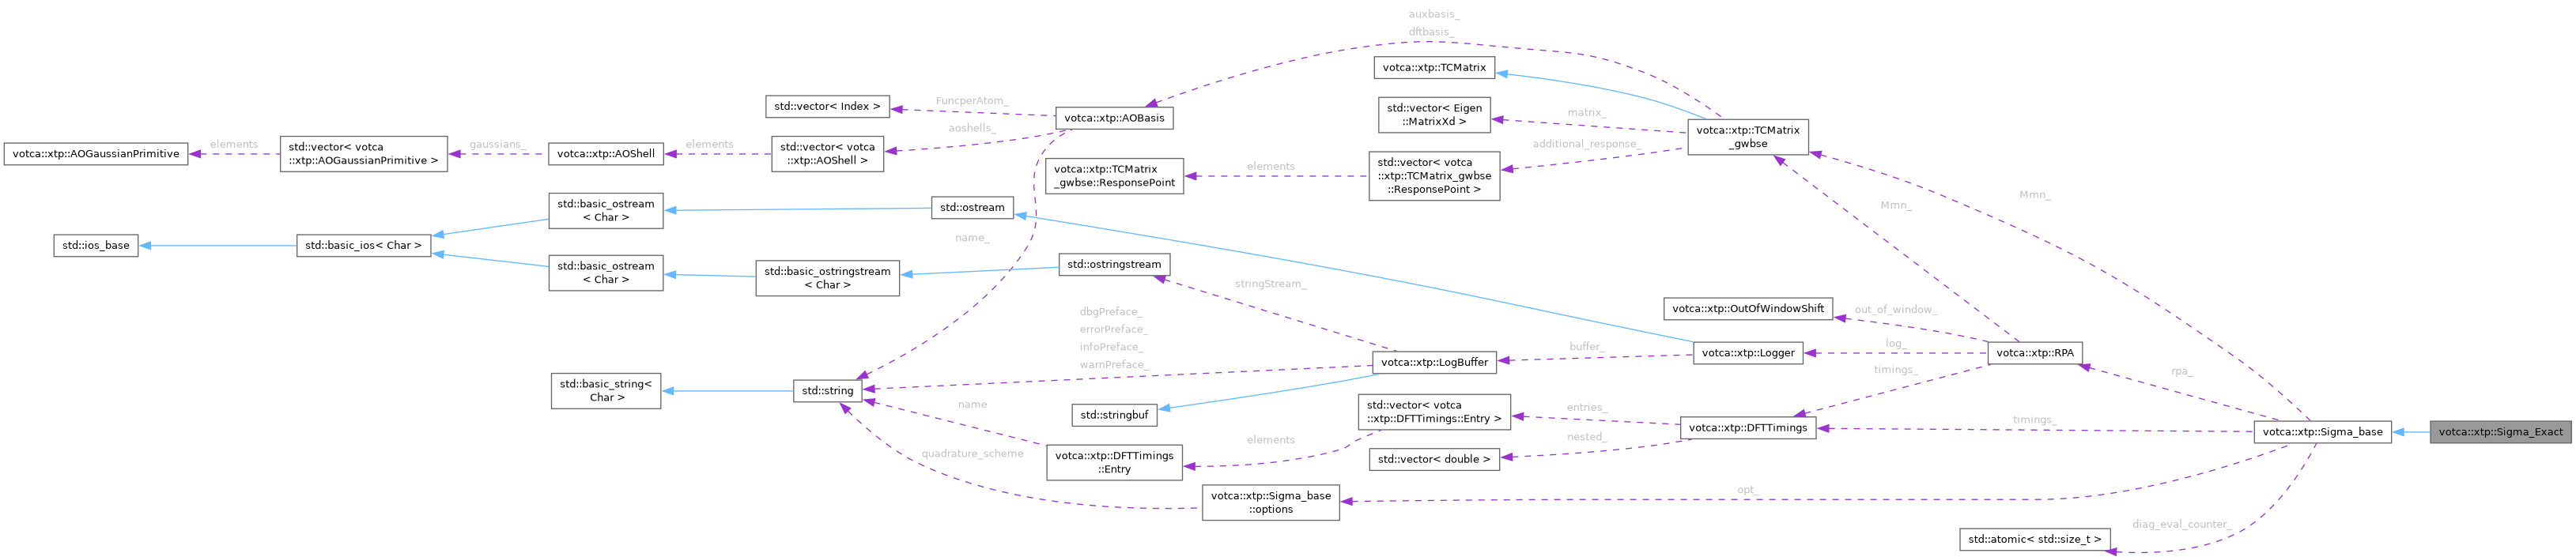 auxbasis_
dftbasis_
votca::xtp::TCMatrix
std::vector< Index >
FuncperAtom_
votca::xtp::AOBasis
std::vector< Eigen
::MatrixXd >
matrix_
votca::xtp::TCMatrix
_gwbse
aoshells_
votca::xtp::AOGaussianPrimitive
elements
std::vector< votca
::xtp::AOGaussianPrimitive >
gaussians_
votca::xtp::AOShell
elements
std::vector< votca
::xtp::AOShell >
additional_response_
votca::xtp::TCMatrix
_gwbse::ResponsePoint
elements
std::vector< votca
::xtp::TCMatrix_gwbse
::ResponsePoint >
Mmn_
Mmn_
std::basic_ostream
< Char >
std::ostream
name_
std::ios_base
std::basic_ios< Char >
std::basic_ostream
< Char >
std::basic_ostringstream
< Char >
std::ostringstream
stringStream_
votca::xtp::OutOfWindowShift
out_of_window_
dbgPreface_
errorPreface_
infoPreface_
warnPreface_
votca::xtp::LogBuffer
buffer_
votca::xtp::Logger
log_
votca::xtp::RPA
timings_
rpa_
std::basic_string<
Char >
std::string
name
std::stringbuf
std::vector< votca
::xtp::DFTTimings::Entry >
entries_
votca::xtp::DFTTimings
timings_
votca::xtp::Sigma_base
votca::xtp::Sigma_Exact
nested_
elements
quadrature_scheme
votca::xtp::DFTTimings
::Entry
std::vector< double >
votca::xtp::Sigma_base
::options
opt_
diag_eval_counter_
std::atomic< std::size_t >